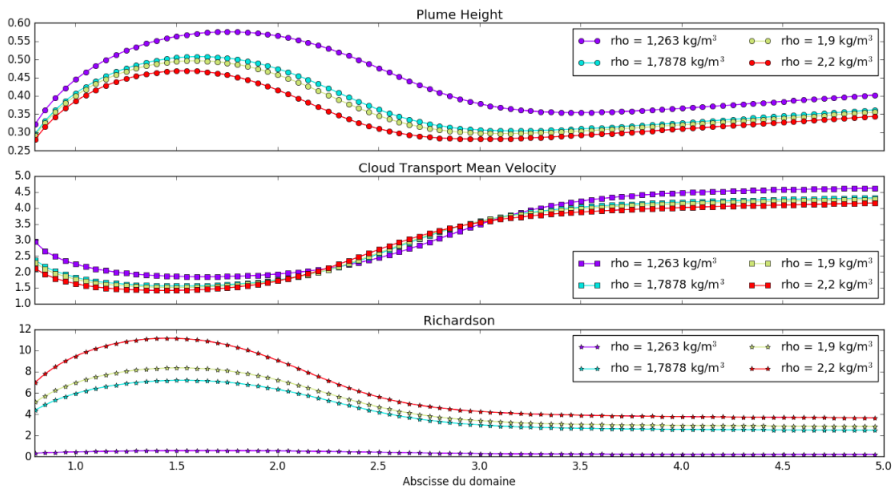 Plume Height
0.60
0.55
0.50
0.45
0.40
0.35
0.30
0.25
rho = 1,263 kg/m³ rho = 1,9 kg/m³
rho = 1,7878 kg/m³ rho = 2,2 kg/m³
Cloud Transport Mean Velocity
5.0
4.5
4.0
3.5
3.0
2.5
2.0
1.5
1.0
rho = 1,263 kg/m³ rho = 1,9 kg/m³
rho = 1,7878 kg/m³ rho = 2,2 kg/m³
Richardson
12
10
8
6
4
2
0
rho = 1,263 kg/m³ rho = 1,9 kg/m³
rho = 1,7878 kg/m³ rho = 2,2 kg/m³
1.0 1.5 2.0 2.5 3.0 3.5 4.0 4.5 5.0
Abscisse du domaine